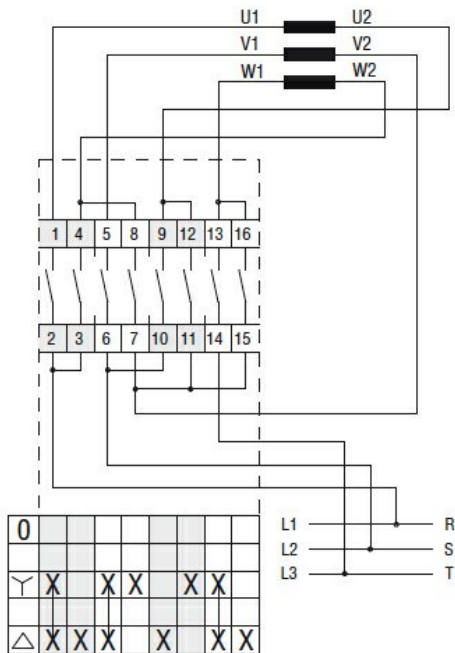 U1 U2
V1 V2
W1 W2
1 4 5 8 9 12 13 16
2 3 6 7 10 11 14 15
L1 R
L2 S
L3 T
0
Y X X X X X
△ X X X X X X